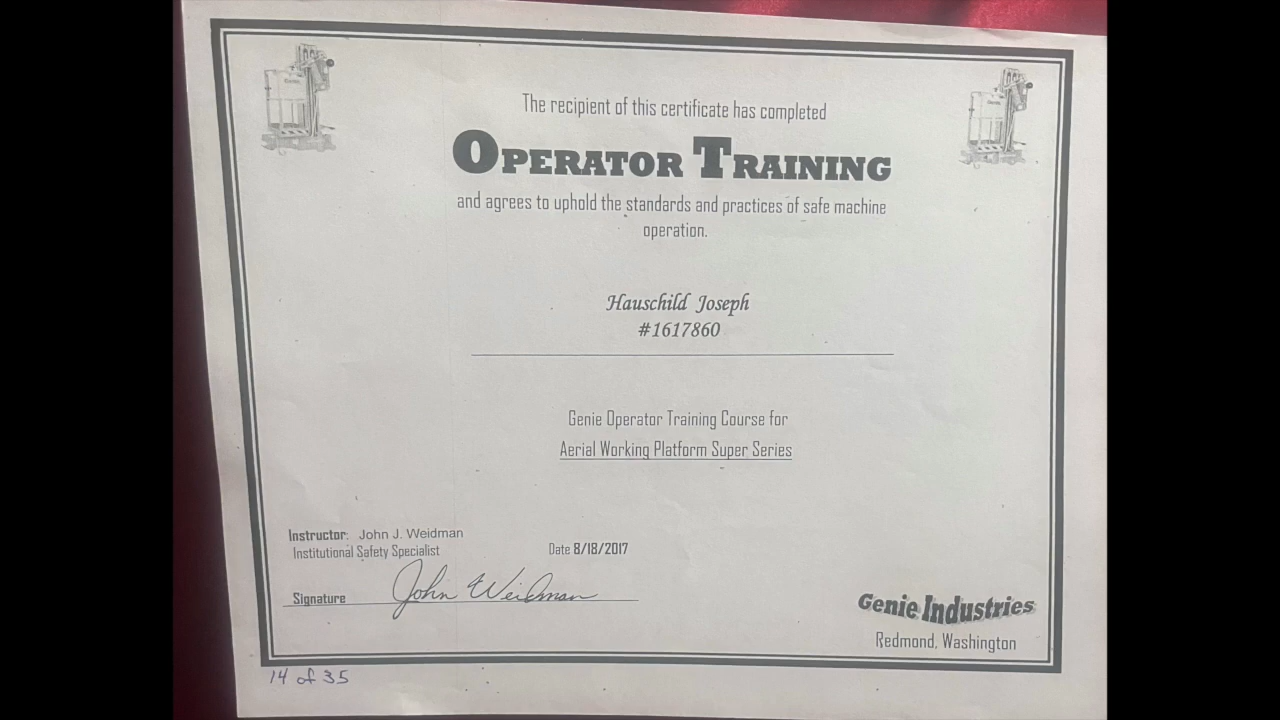 The recipient of this certificate has completed
OPERATOR TRAINING
and agrees to uphold the standards and practices of safe machine
operation.
Hauschild Joseph
#1617860
Genie Operator Training Course for
Aerial Working Platform Super Series
Instructor: John J. Weidman
Institutional Safety Specialist
Date 8/18/2017
Signature John Weidman
Genie Industries
Redmond, Washington
14 of 35